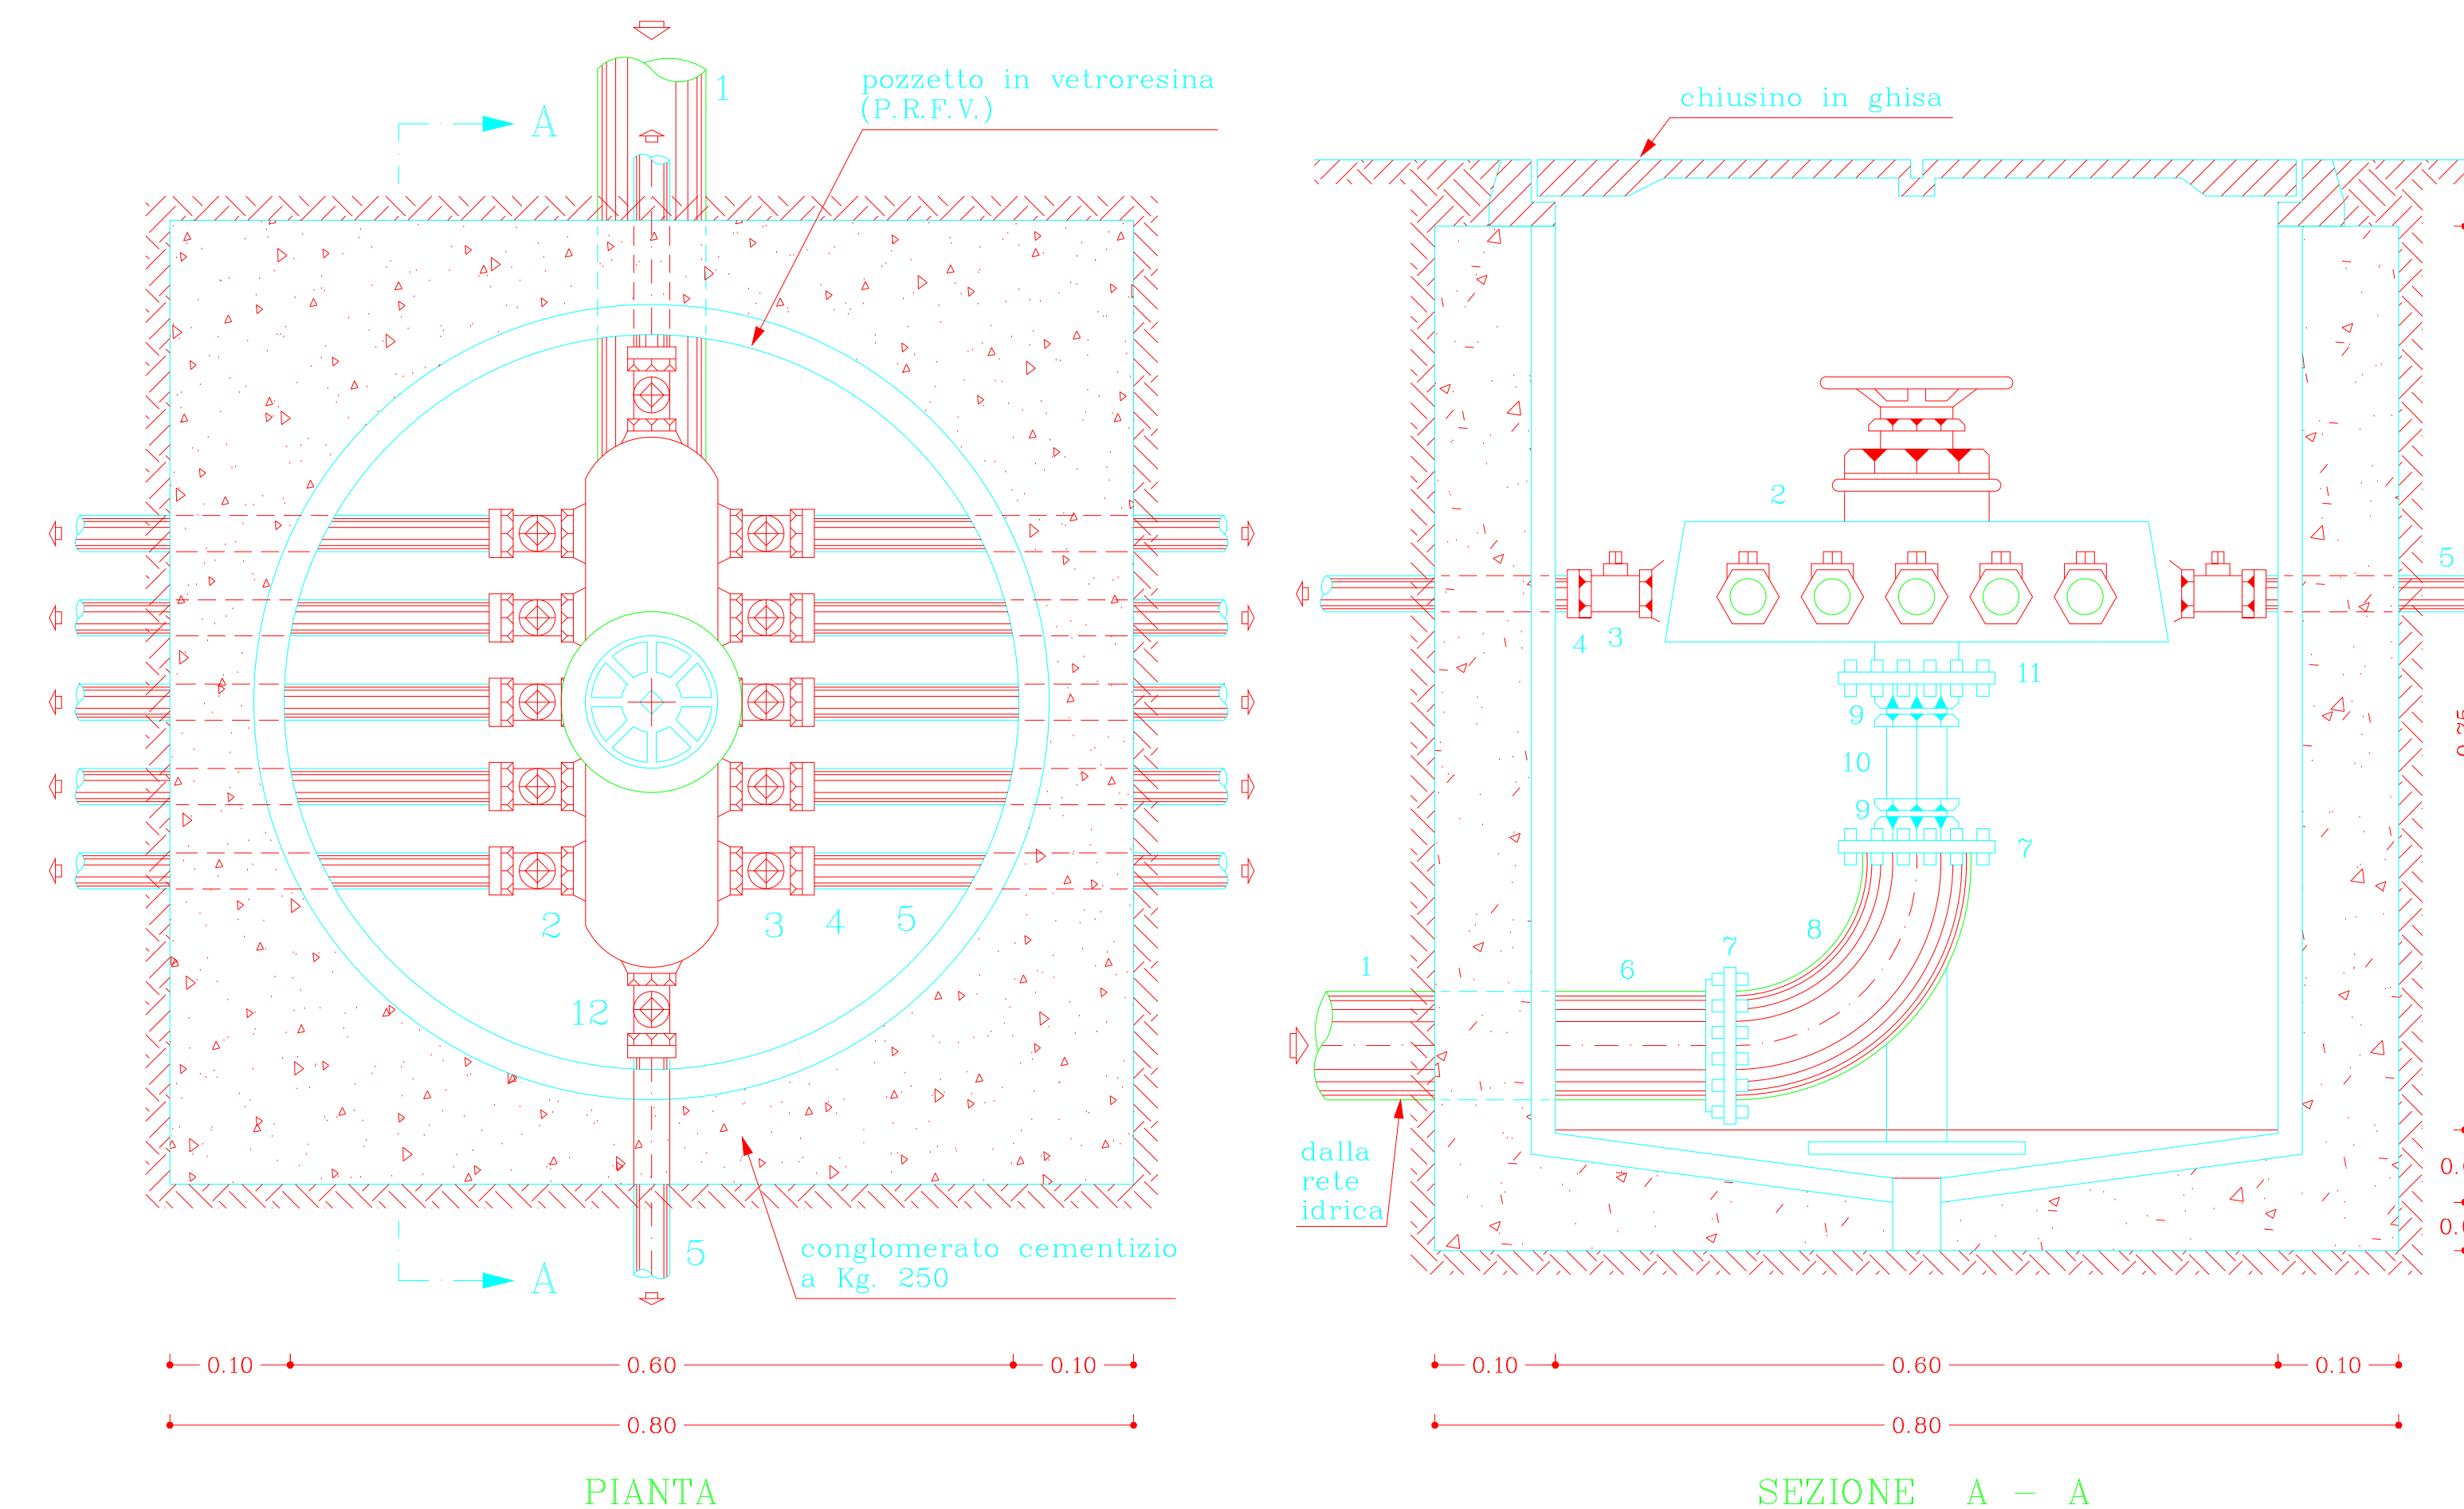 1
pozzetto in vetroresina
(P.R.F.V.)
A
2
3
4
5
12
5
conglomerato cementizio
a Kg. 250
A
0.10
0.60
0.10
0.80
PIANTA
chiusino in ghisa
2
5
4
3
11
9
10
9
7
8
7
6
1
dalla
rete
idrica
0.10
0.60
0.10
0.80
SEZIONE A - A